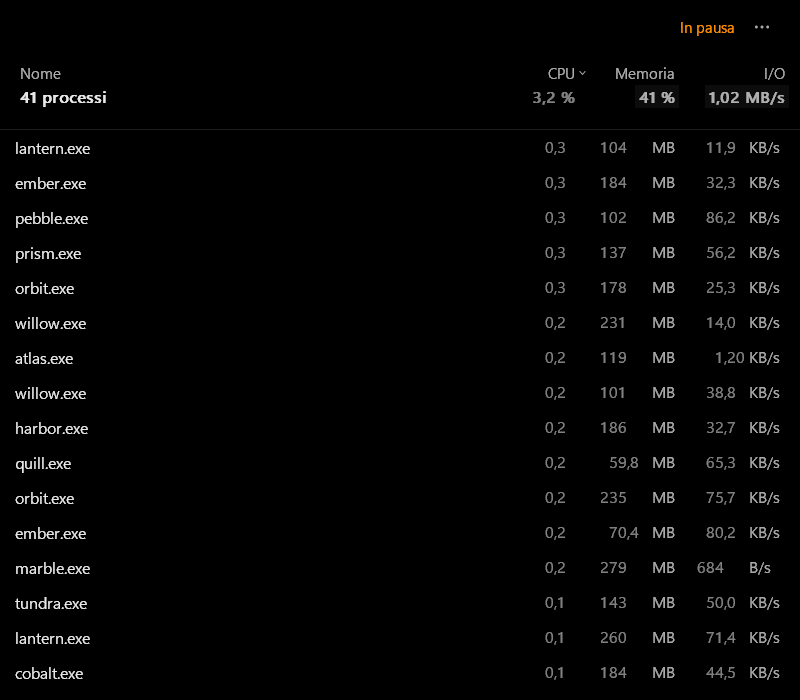 In pausa ···
Nome CPU Memoria I/O
41 processi 3,2 % 41 % 1,02 MB/s
lantern.exe 0,3 104 MB 11,9 KB/s
ember.exe 0,3 184 MB 32,3 KB/s
pebble.exe 0,3 102 MB 86,2 KB/s
prism.exe 0,3 137 MB 56,2 KB/s
orbit.exe 0,3 178 MB 25,3 KB/s
willow.exe 0,2 231 MB 14,0 KB/s
atlas.exe 0,2 119 MB 1,20 KB/s
willow.exe 0,2 101 MB 38,8 KB/s
harbor.exe 0,2 186 MB 32,7 KB/s
quill.exe 0,2 59,8 MB 65,3 KB/s
orbit.exe 0,2 235 MB 75,7 KB/s
ember.exe 0,2 70,4 MB 80,2 KB/s
marble.exe 0,2 279 MB 684 B/s
tundra.exe 0,1 143 MB 50,0 KB/s
lantern.exe 0,1 260 MB 71,4 KB/s
cobalt.exe 0,1 184 MB 44,5 KB/s